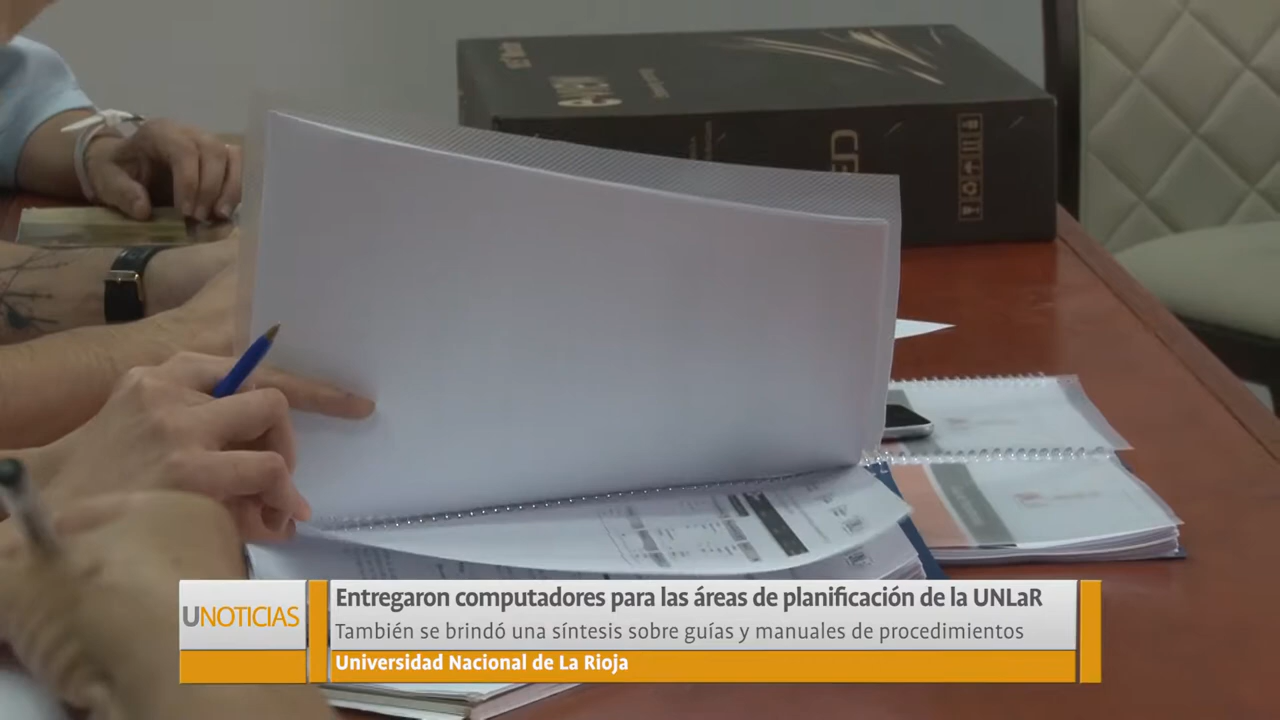 UNOTICIAS
Entregaron computadores para las áreas de planificación de la UNLaR
También se brindó una síntesis sobre guías y manuales de procedimientos
Universidad Nacional de La Rioja